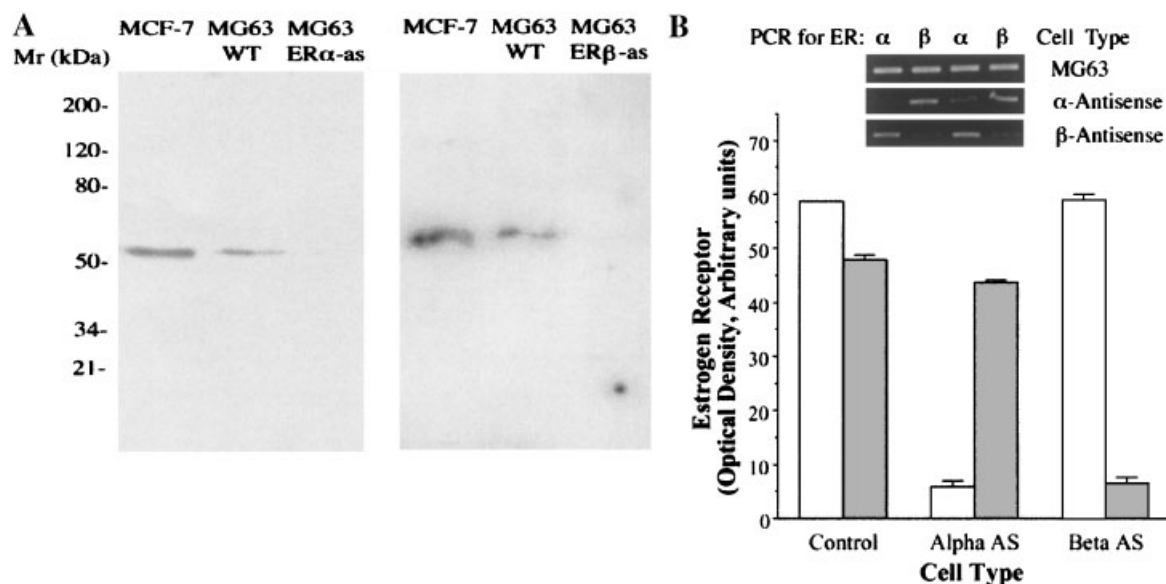 A
MCF-7 MG63 WT MG63 ERα-as
Mr (kDa)
200-
120-
80-
50-
34-
21-
MCF-7 MG63 WT MG63 ERβ-as
B
PCR for ER: α β α β Cell Type
MG63
α-Antisense
β-Antisense
Estrogen Receptor
(Optical Density, Arbitrary units)
70
60
50
40
30
20
10
0
Control Alpha AS Beta AS
Cell Type